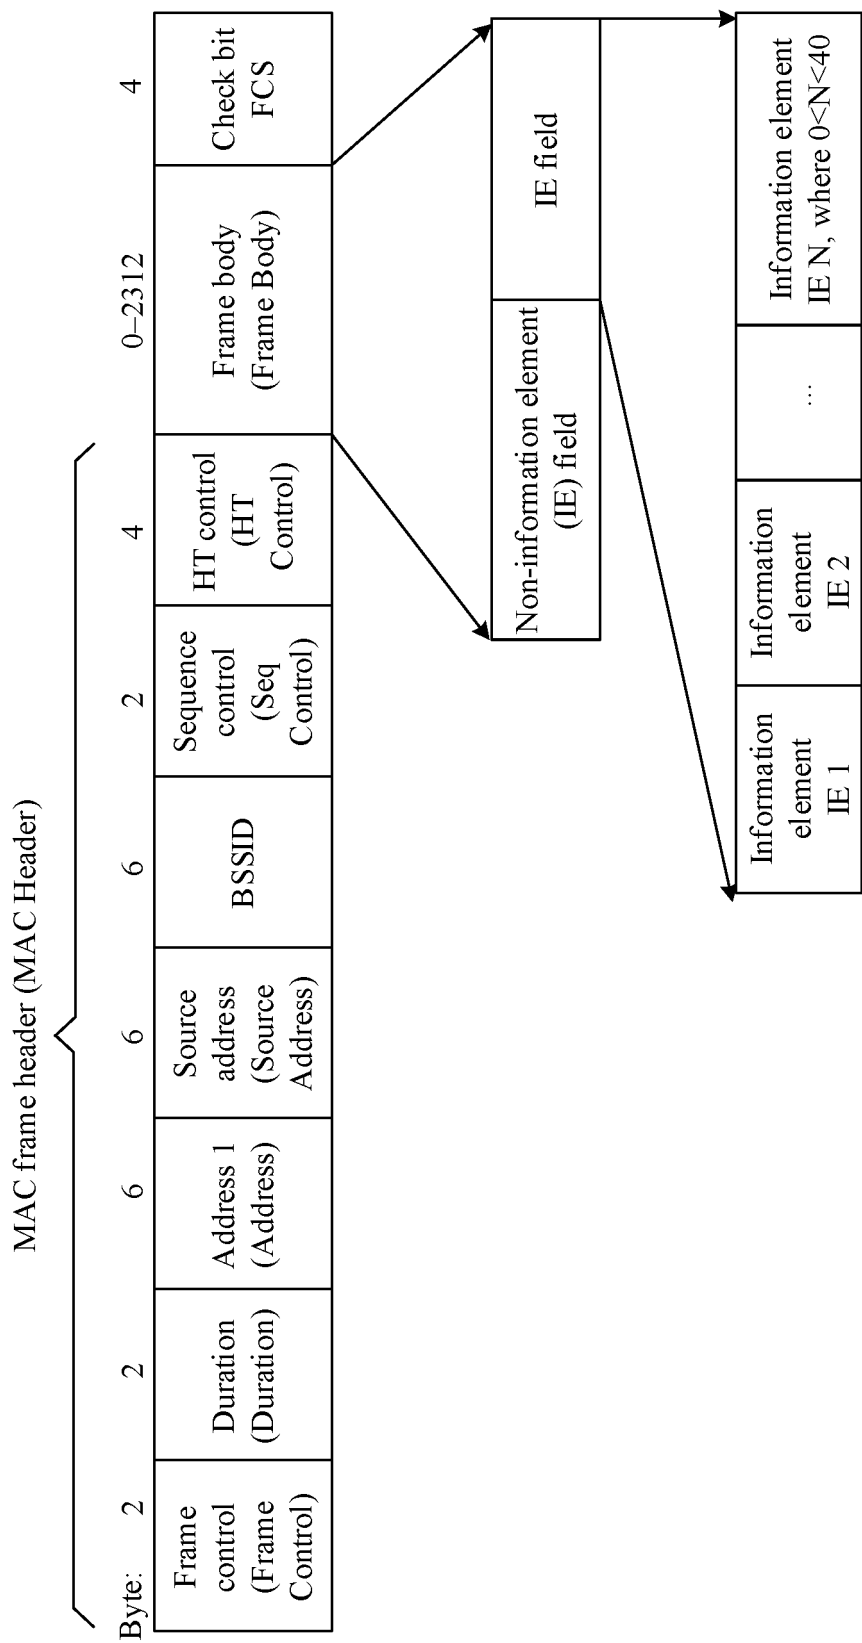 MAC frame header (MAC Header)
Byte: 2 2 6 6 6 2 4 0–2312 4
Frame
control
(Frame
Control)
Duration
(Duration)
Address 1
(Address)
Source
address
(Source
Address)
BSSID
Sequence
control
(Seq
Control)
HT control
(HT
Control)
Frame body
(Frame Body)
Check bit
FCS
Non-information element
(IE) field
IE field
Information
element
IE 1
Information
element
IE 2
...
Information element
IE N, where 0<N<40